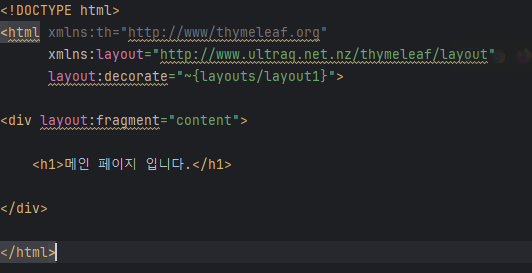 <!DOCTYPE html>
<html xmlns:th="http://www/thymeleaf.org"
xmlns:layout="http://www.ultraq.net.nz/thymeleaf/layout"
layout:decorate="~{layouts/layout1}">
<div layout:fragment="content">
<h1>메인 페이지 입니다.</h1>
</div>
</html>